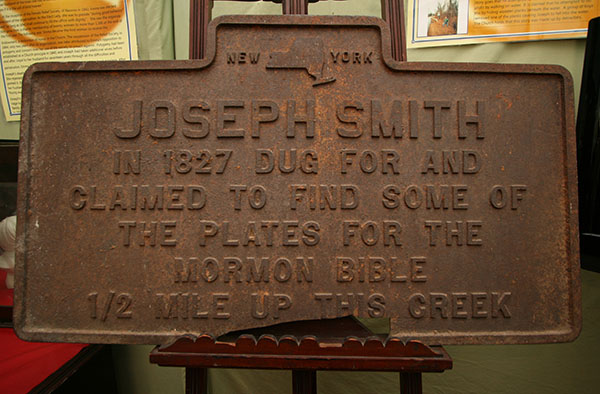 NEW YORK
JOSEPH SMITH
IN 1827 DUG FOR AND
CLAIMED TO FIND SOME OF
THE PLATES FOR THE
MORMON BIBLE
1/2 MILE UP THIS CREEK